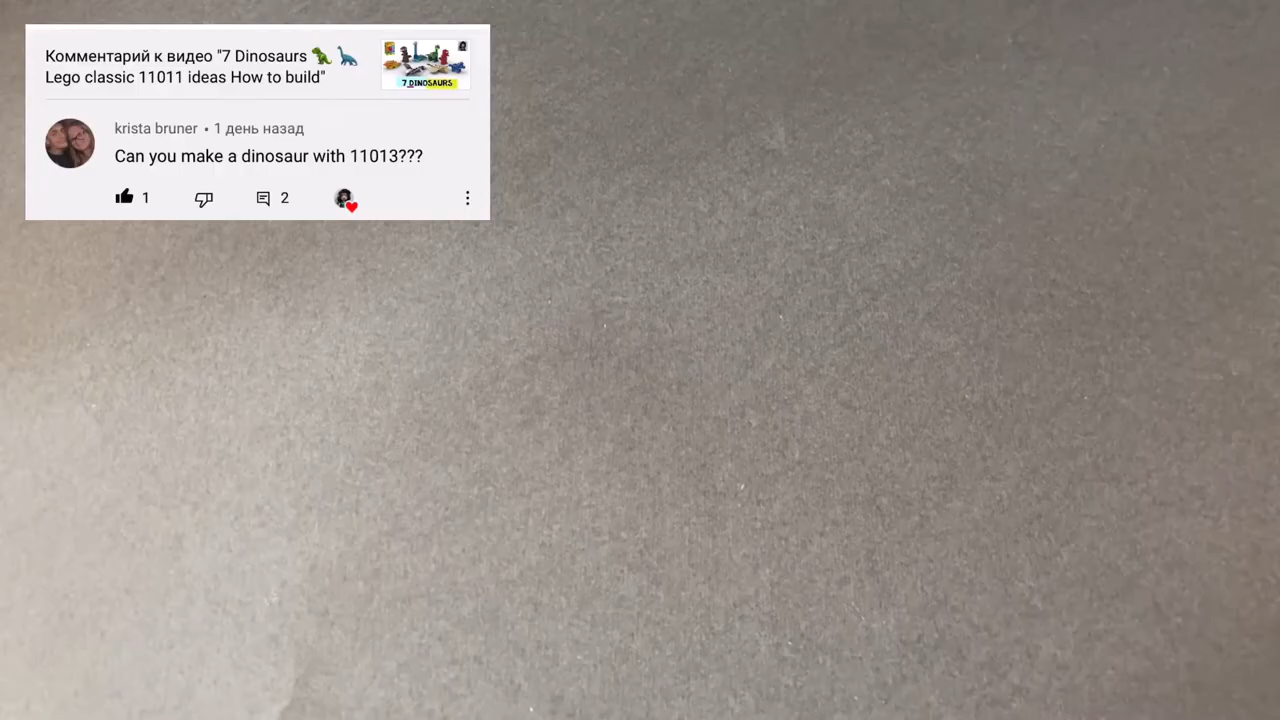 Комментарий к видео "7 Dinosaurs 🦖 🦕
Lego classic 11011 ideas How to build"
7 DINOSAURS
krista bruner • 1 день назад
Can you make a dinosaur with 11013???
1
2